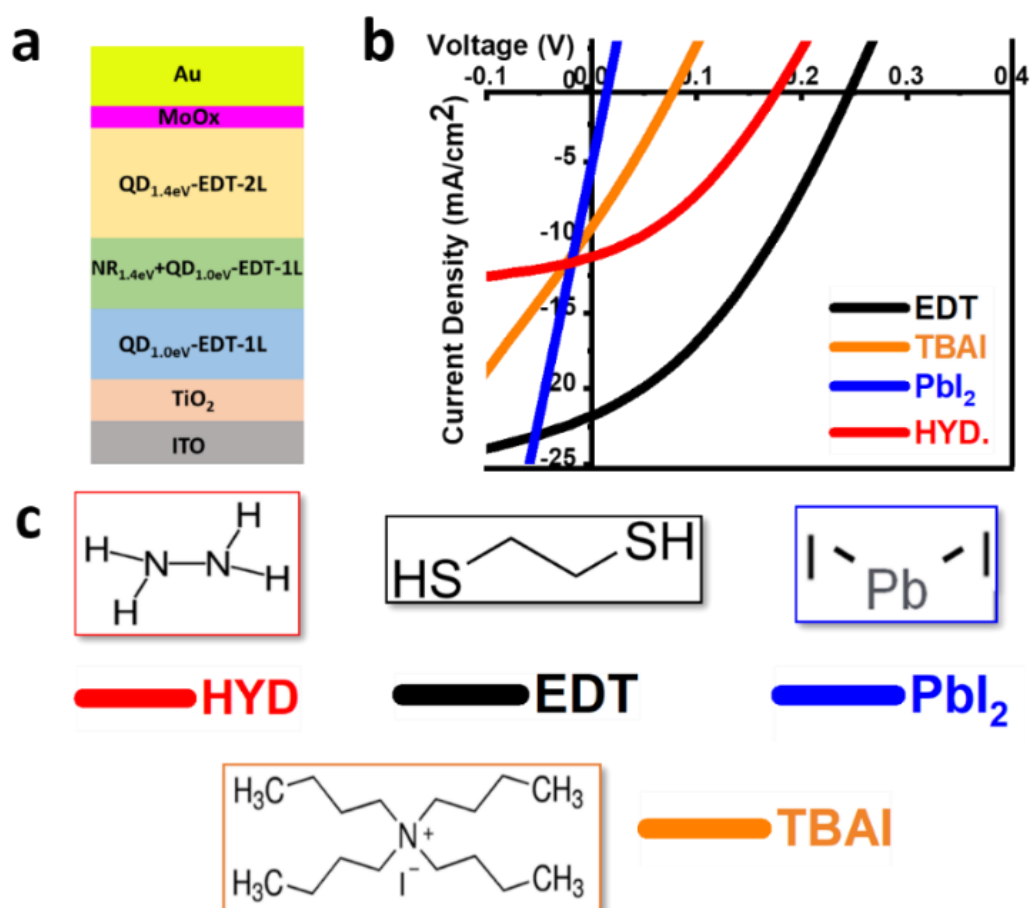 a
Au
MoOx
QD1.4eV-EDT-2L
NR1.4eV+QD1.0eV-EDT-1L
QD1.0eV-EDT-1L
TiO2
ITO
b
Voltage (V)
-0.1 0.0 0.1 0.2 0.3 0.4
Current Density (mA/cm2)
0
-5
-10
-15
-20
-25
EDT
TBAI
PbI2
HYD.
c
H H
N N
H H
HS SH
I Pb I
HYD
EDT
PbI2
H3C CH3
N+
H3C I− CH3
TBAI